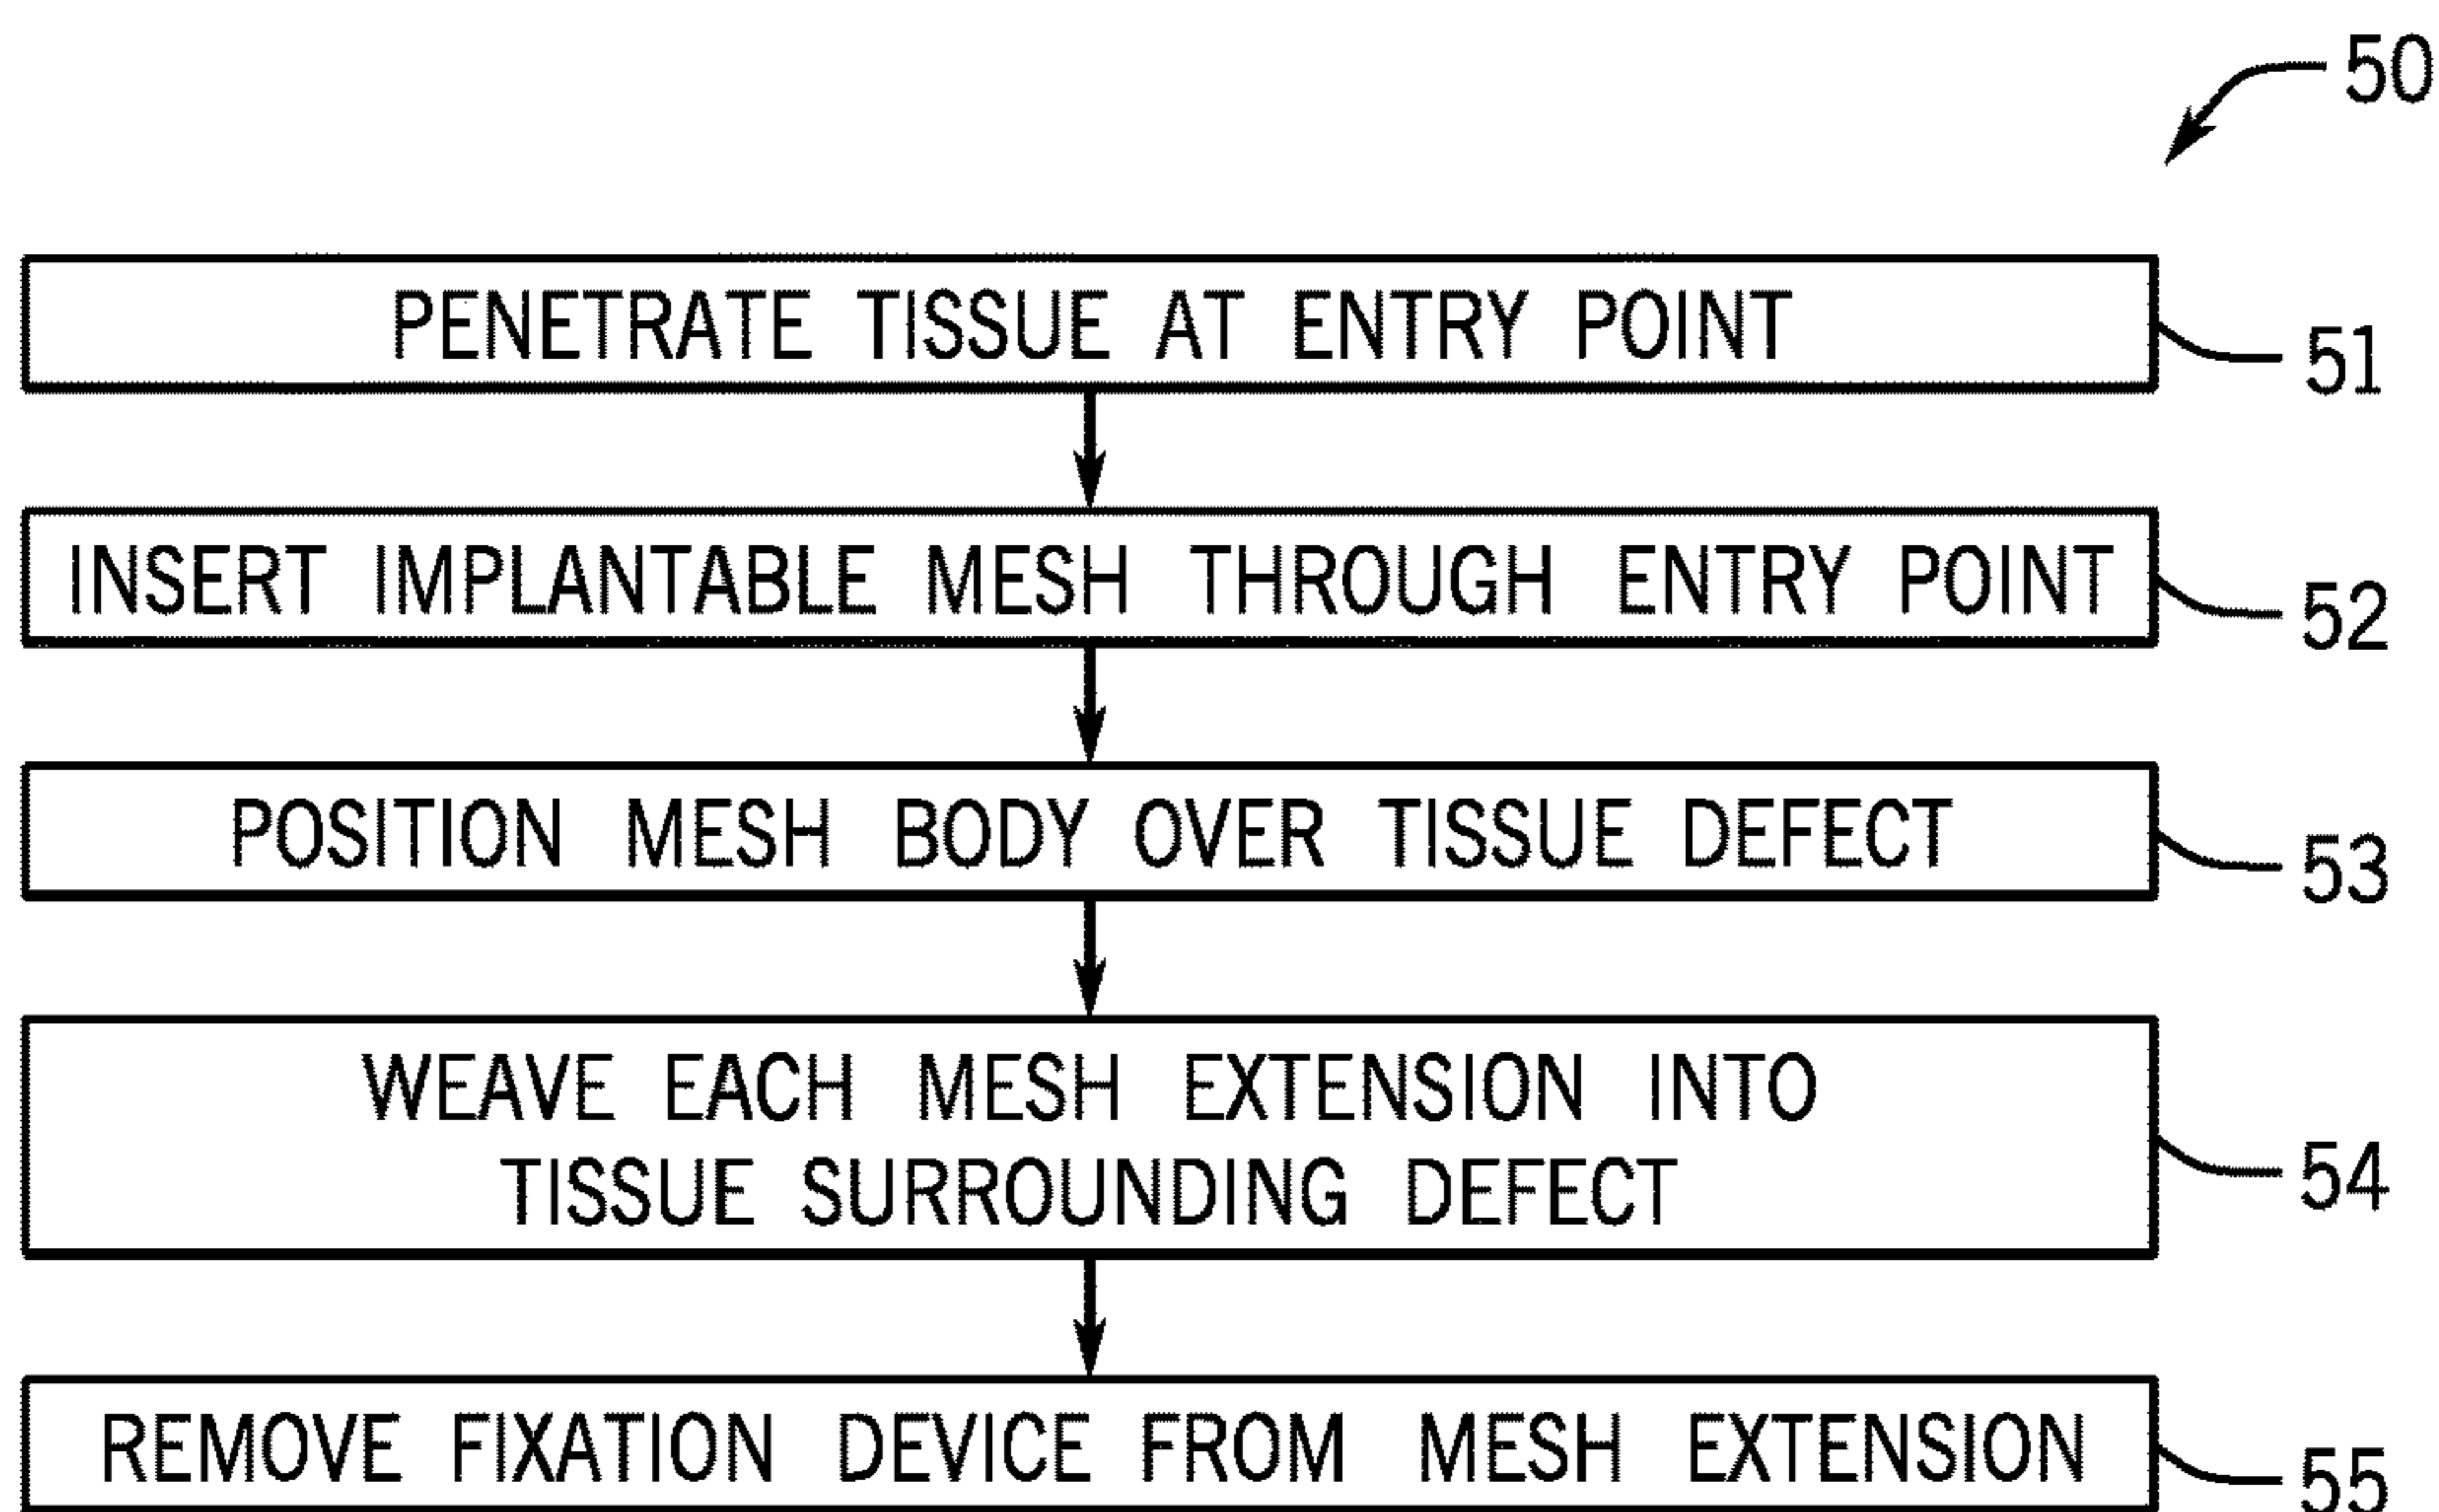 50
PENETRATE TISSUE AT ENTRY POINT
51
INSERT IMPLANTABLE MESH THROUGH ENTRY POINT
52
POSITION MESH BODY OVER TISSUE DEFECT
53
WEAVE EACH MESH EXTENSION INTO
TISSUE SURROUNDING DEFECT
54
REMOVE FIXATION DEVICE FROM MESH EXTENSION
55